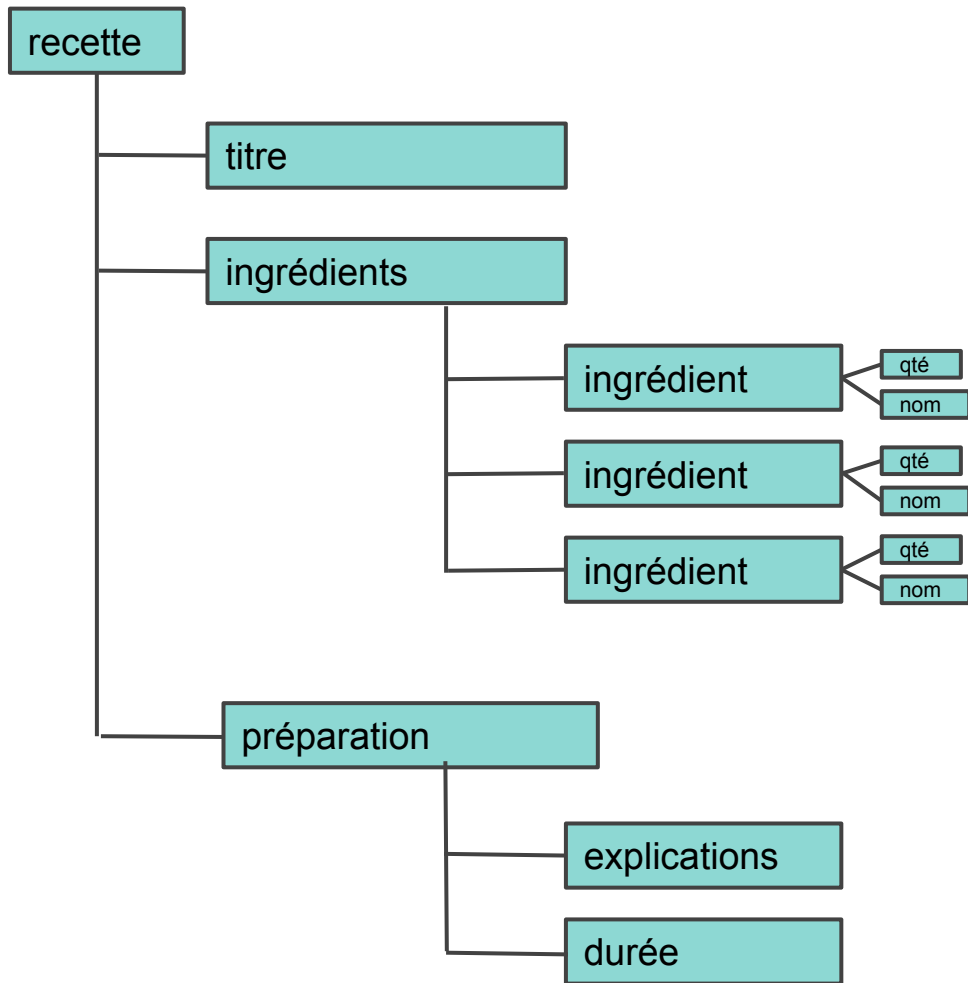 recette
titre
ingrédients
ingrédient
qté
nom
ingrédient
qté
nom
ingrédient
qté
nom
préparation
explications
durée